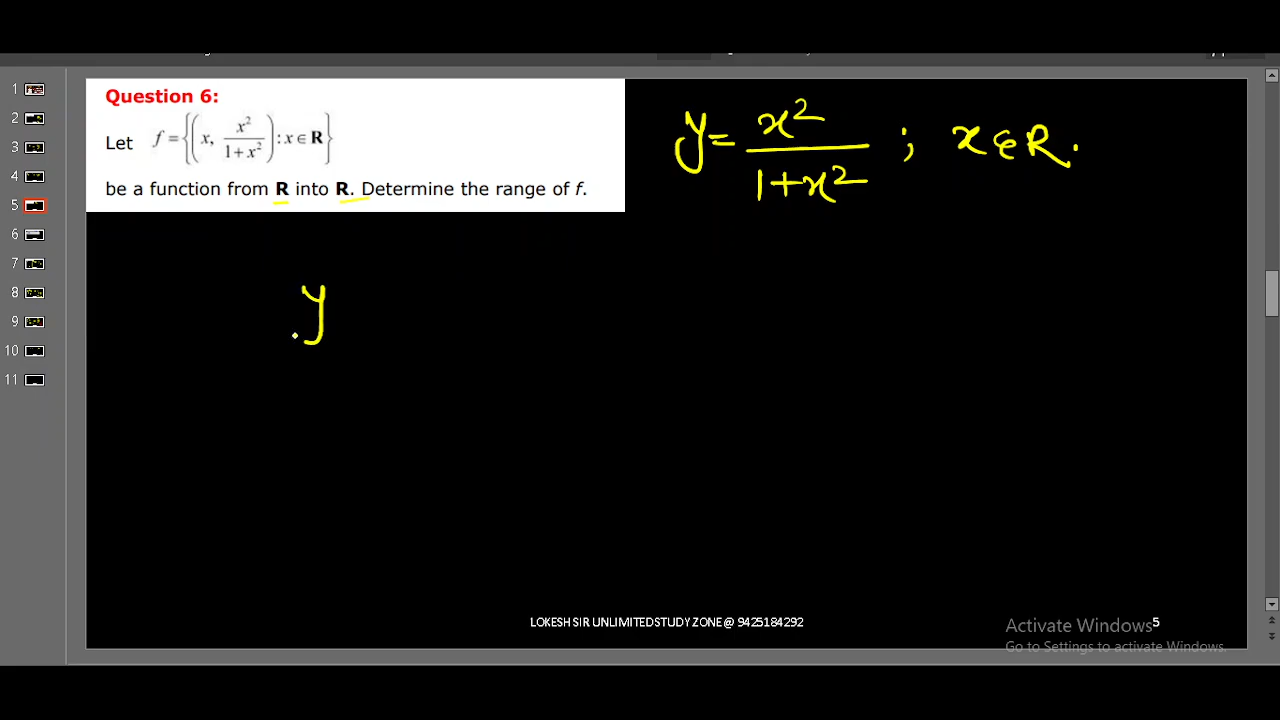 1
2
3
4
5
6
7
8
9
10
11
Question 6:
Let f = {(x, x²/(1+x²)) : x ∈ R}
be a function from R into R. Determine the range of f.
y = x²/(1+x²) ; x ∈ R.
y
LOKESH SIR UNLIMITEDSTUDY ZONE @ 9425184292
5
Activate Windows
Go to Settings to activate Windows.